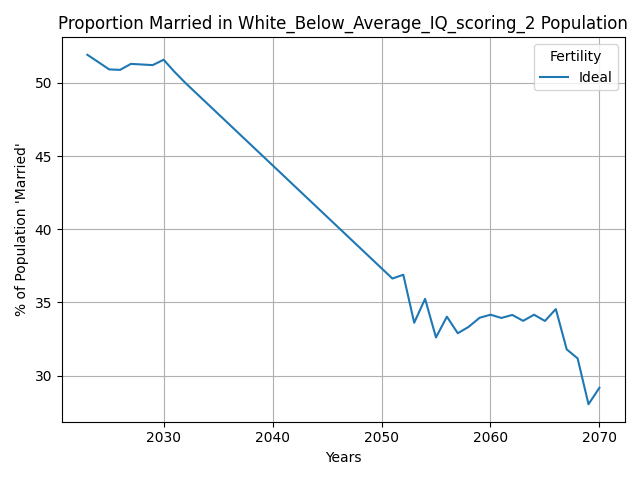 Proportion Married in White_Below_Average_IQ_scoring_2 Population
Fertility
Ideal
% of Population 'Married'
50
45
40
35
30
2030 2040 2050 2060 2070
Years